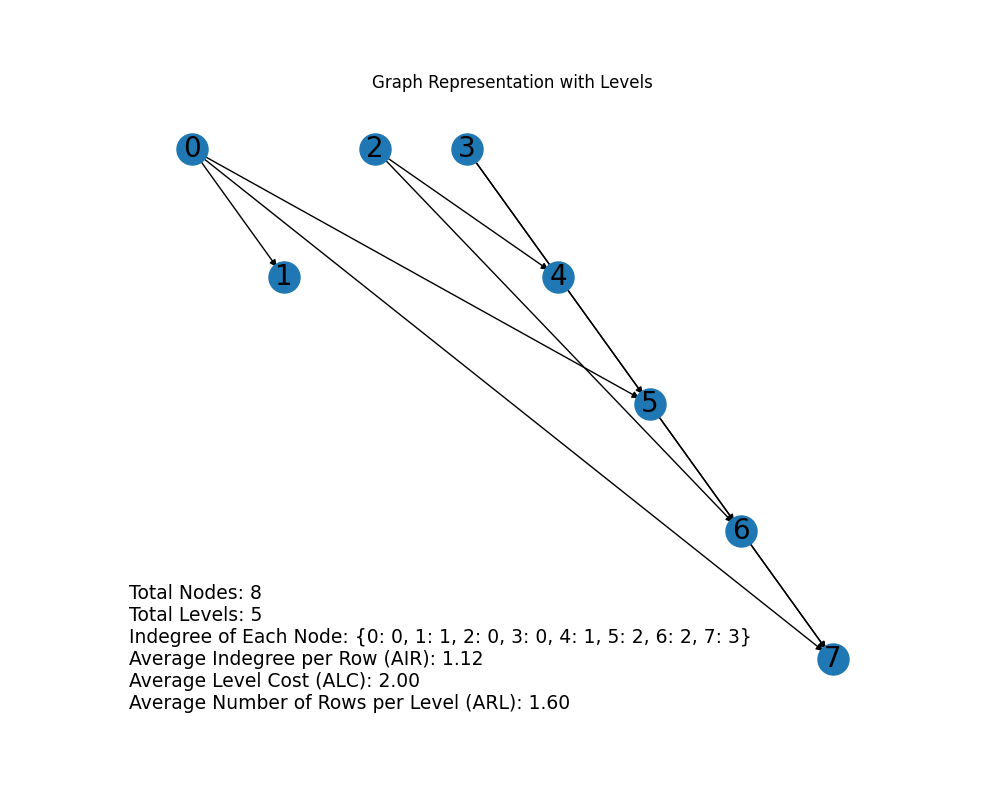 Graph Representation with Levels
0 2 3
1 4
5
6
7
Total Nodes: 8
Total Levels: 5
Indegree of Each Node: {0: 0, 1: 1, 2: 0, 3: 0, 4: 1, 5: 2, 6: 2, 7: 3}
Average Indegree per Row (AIR): 1.12
Average Level Cost (ALC): 2.00
Average Number of Rows per Level (ARL): 1.60